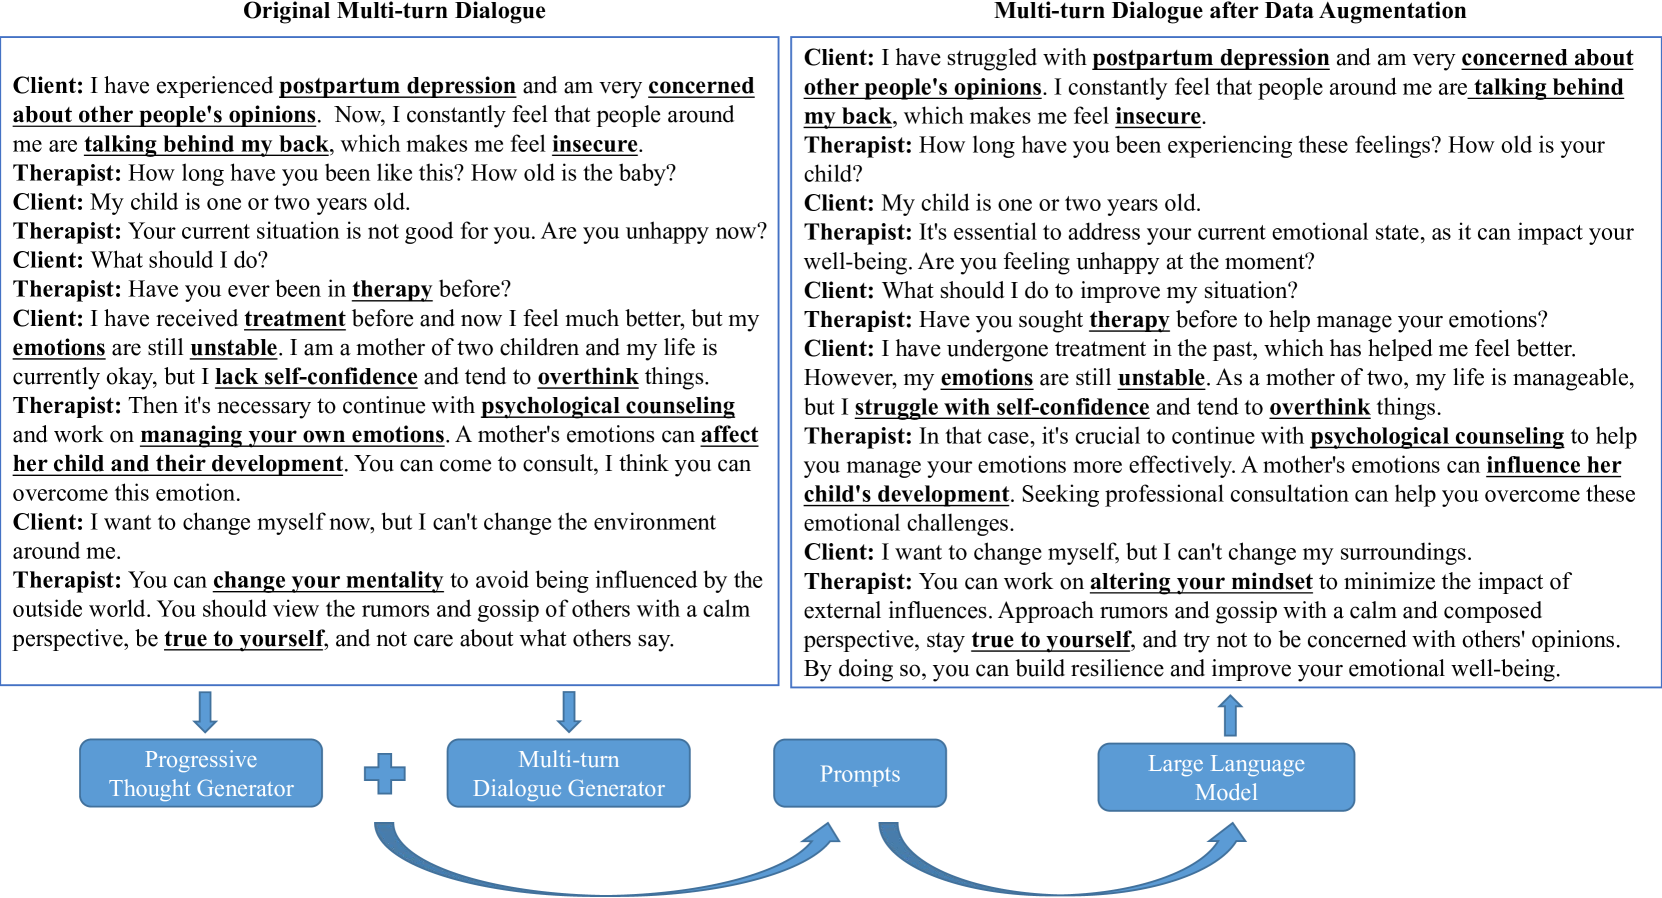 Original Multi-turn Dialogue
Client: I have experienced postpartum depression and am very concerned
about other people's opinions.  Now, I constantly feel that people around
me are talking behind my back, which makes me feel insecure.
Therapist: How long have you been like this? How old is the baby?
Client: My child is one or two years old.
Therapist: Your current situation is not good for you. Are you unhappy now?
Client: What should I do?
Therapist: Have you ever been in therapy before?
Client: I have received treatment before and now I feel much better, but my
emotions are still unstable. I am a mother of two children and my life is
currently okay, but I lack self-confidence and tend to overthink things.
Therapist: Then it's necessary to continue with psychological counseling
and work on managing your own emotions. A mother's emotions can affect
her child and their development. You can come to consult, I think you can
overcome this emotion.
Client: I want to change myself now, but I can't change the environment
around me.
Therapist: You can change your mentality to avoid being influenced by the
outside world. You should view the rumors and gossip of others with a calm
perspective, be true to yourself, and not care about what others say.
Multi-turn Dialogue after Data Augmentation
Client: I have struggled with postpartum depression and am very concerned about
other people's opinions. I constantly feel that people around me are talking behind
my back, which makes me feel insecure.
Therapist: How long have you been experiencing these feelings? How old is your
child?
Client: My child is one or two years old.
Therapist: It's essential to address your current emotional state, as it can impact your
well-being. Are you feeling unhappy at the moment?
Client: What should I do to improve my situation?
Therapist: Have you sought therapy before to help manage your emotions?
Client: I have undergone treatment in the past, which has helped me feel better.
However, my emotions are still unstable. As a mother of two, my life is manageable,
but I struggle with self-confidence and tend to overthink things.
Therapist: In that case, it's crucial to continue with psychological counseling to help
you manage your emotions more effectively. A mother's emotions can influence her
child's development. Seeking professional consultation can help you overcome these
emotional challenges.
Client: I want to change myself, but I can't change my surroundings.
Therapist: You can work on altering your mindset to minimize the impact of
external influences. Approach rumors and gossip with a calm and composed
perspective, stay true to yourself, and try not to be concerned with others' opinions.
By doing so, you can build resilience and improve your emotional well-being.
Progressive
Thought Generator
Multi-turn
Dialogue Generator
Prompts
Large Language
Model